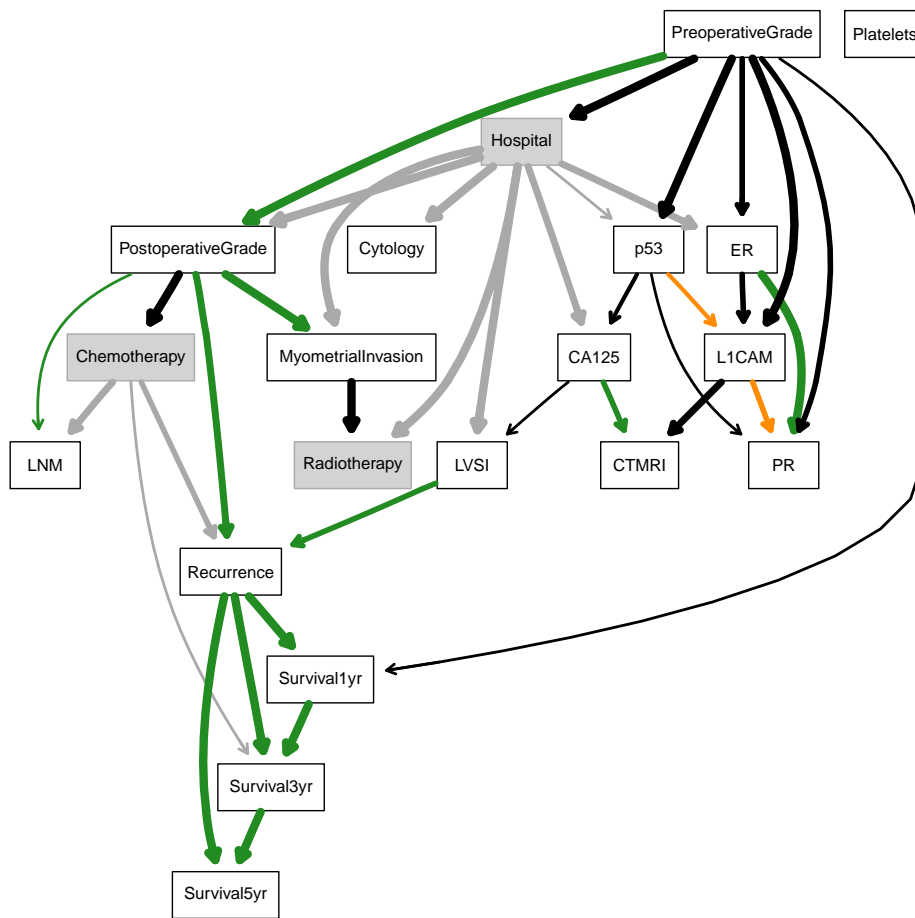 PreoperativeGrade
Platelets
Hospital
PostoperativeGrade
Cytology
p53
ER
Chemotherapy
MyometrialInvasion
CA125
L1CAM
LNM
Radiotherapy
LVSI
CTMRI
PR
Recurrence
Survival1yr
Survival3yr
Survival5yr